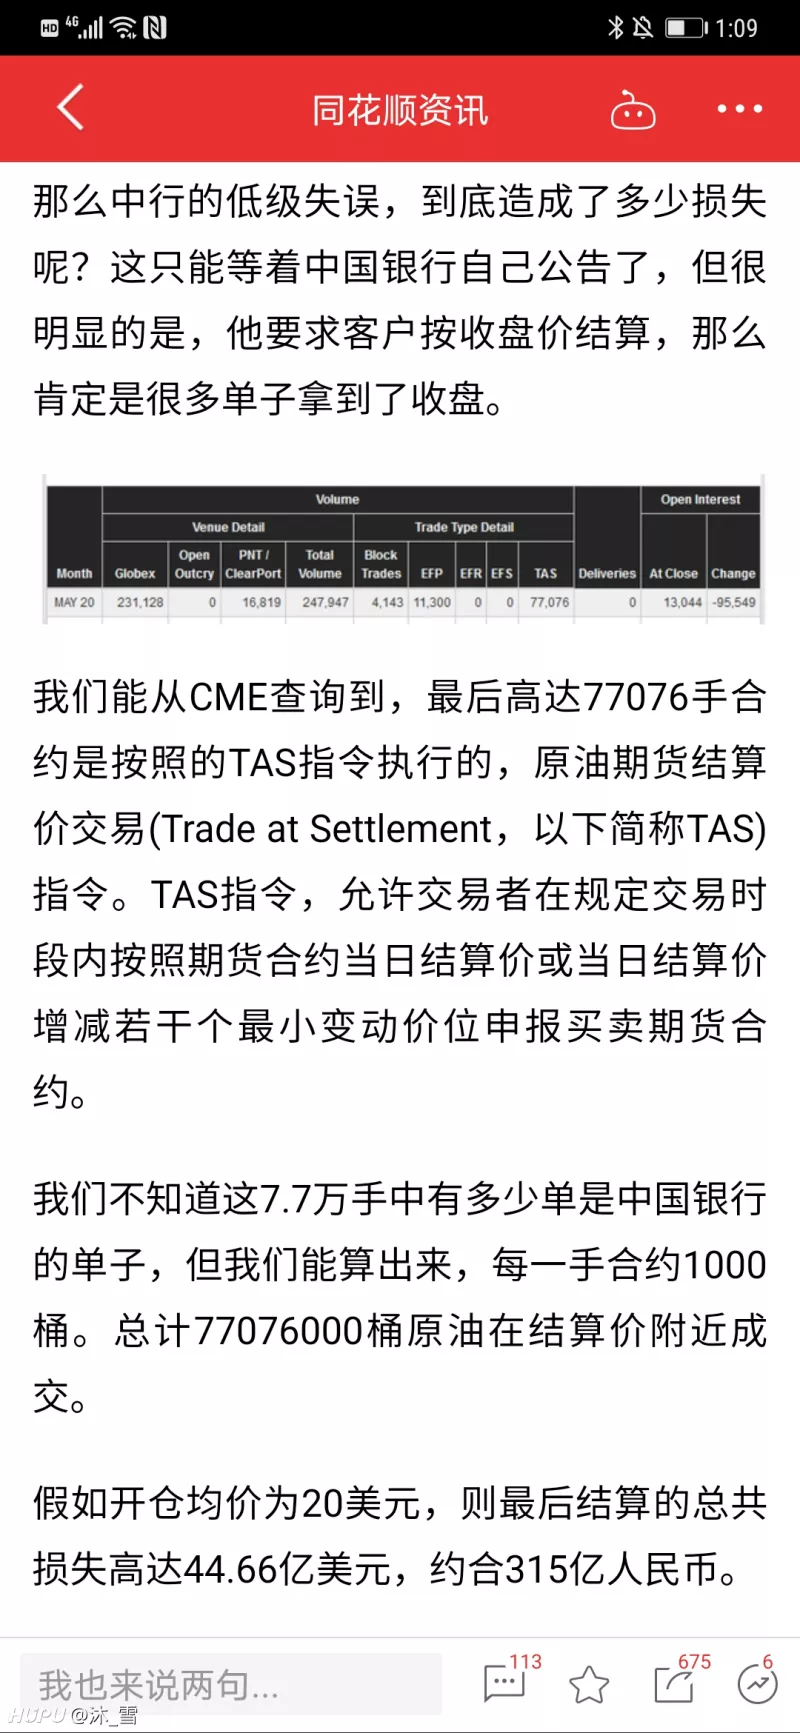 HD 4G 1:09
同花顺资讯
那么中行的低级失误，到底造成了多少损失
呢？这只能等着中国银行自己公告了，但很
明显的是，他要求客户按收盘价结算，那么
肯定是很多单子拿到了收盘。
Volume Open Interest
Venue Detail Trade Type Detail
Month Globex Open Outcry PNT / ClearPort Total Volume Block Trades EFP EFR EFS TAS Deliveries At Close Change
MAY 20 231,128 0 16,819 247,947 4,143 11,300 0 0 77,076 0 13,044 -95,549
我们能从CME查询到，最后高达77076手合
约是按照的TAS指令执行的，原油期货结算
价交易(Trade at Settlement，以下简称TAS)
指令。TAS指令，允许交易者在规定交易时
段内按照期货合约当日结算价或当日结算价
增减若干个最小变动价位申报买卖期货合
约。
我们不知道这7.7万手中有多少单是中国银行
的单子，但我们能算出来，每一手合约1000
桶。总计77076000桶原油在结算价附近成
交。
假如开仓均价为20美元，则最后结算的总共
损失高达44.66亿美元，约合315亿人民币。
我也来说两句... 113 675 6
HUPU @沐_雪